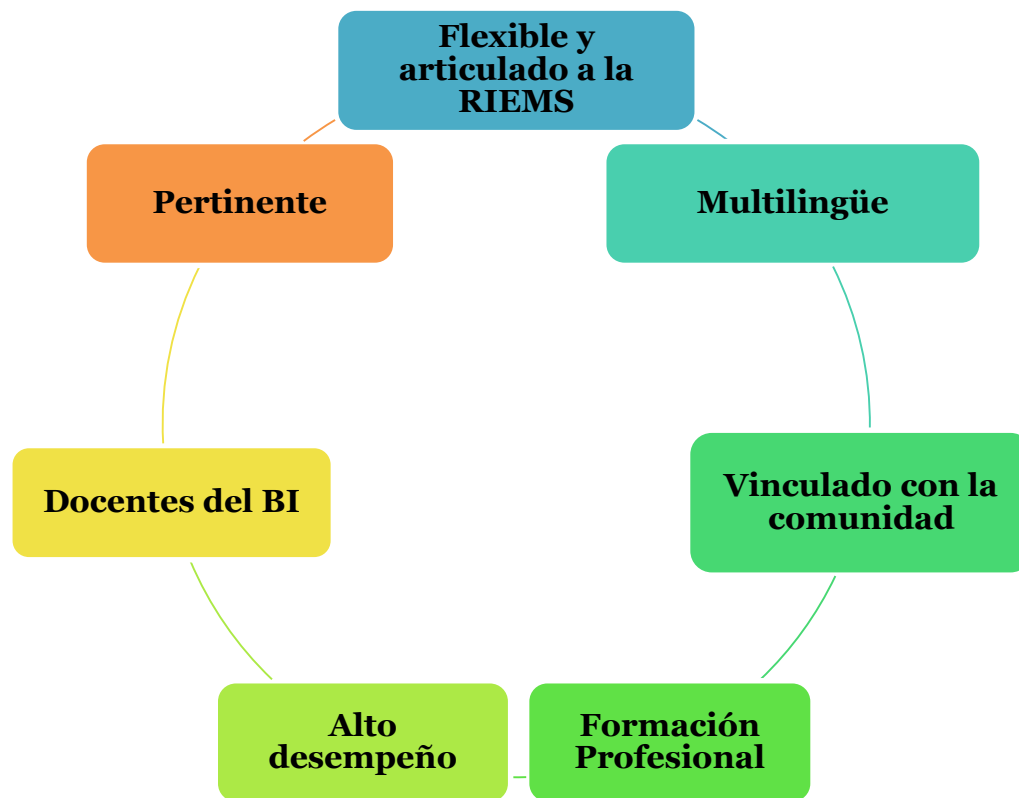 Flexible y
articulado a la
RIEMS
Multilingüe
Vinculado con la
comunidad
Formación
Profesional
Alto
desempeño
Docentes del BI
Pertinente